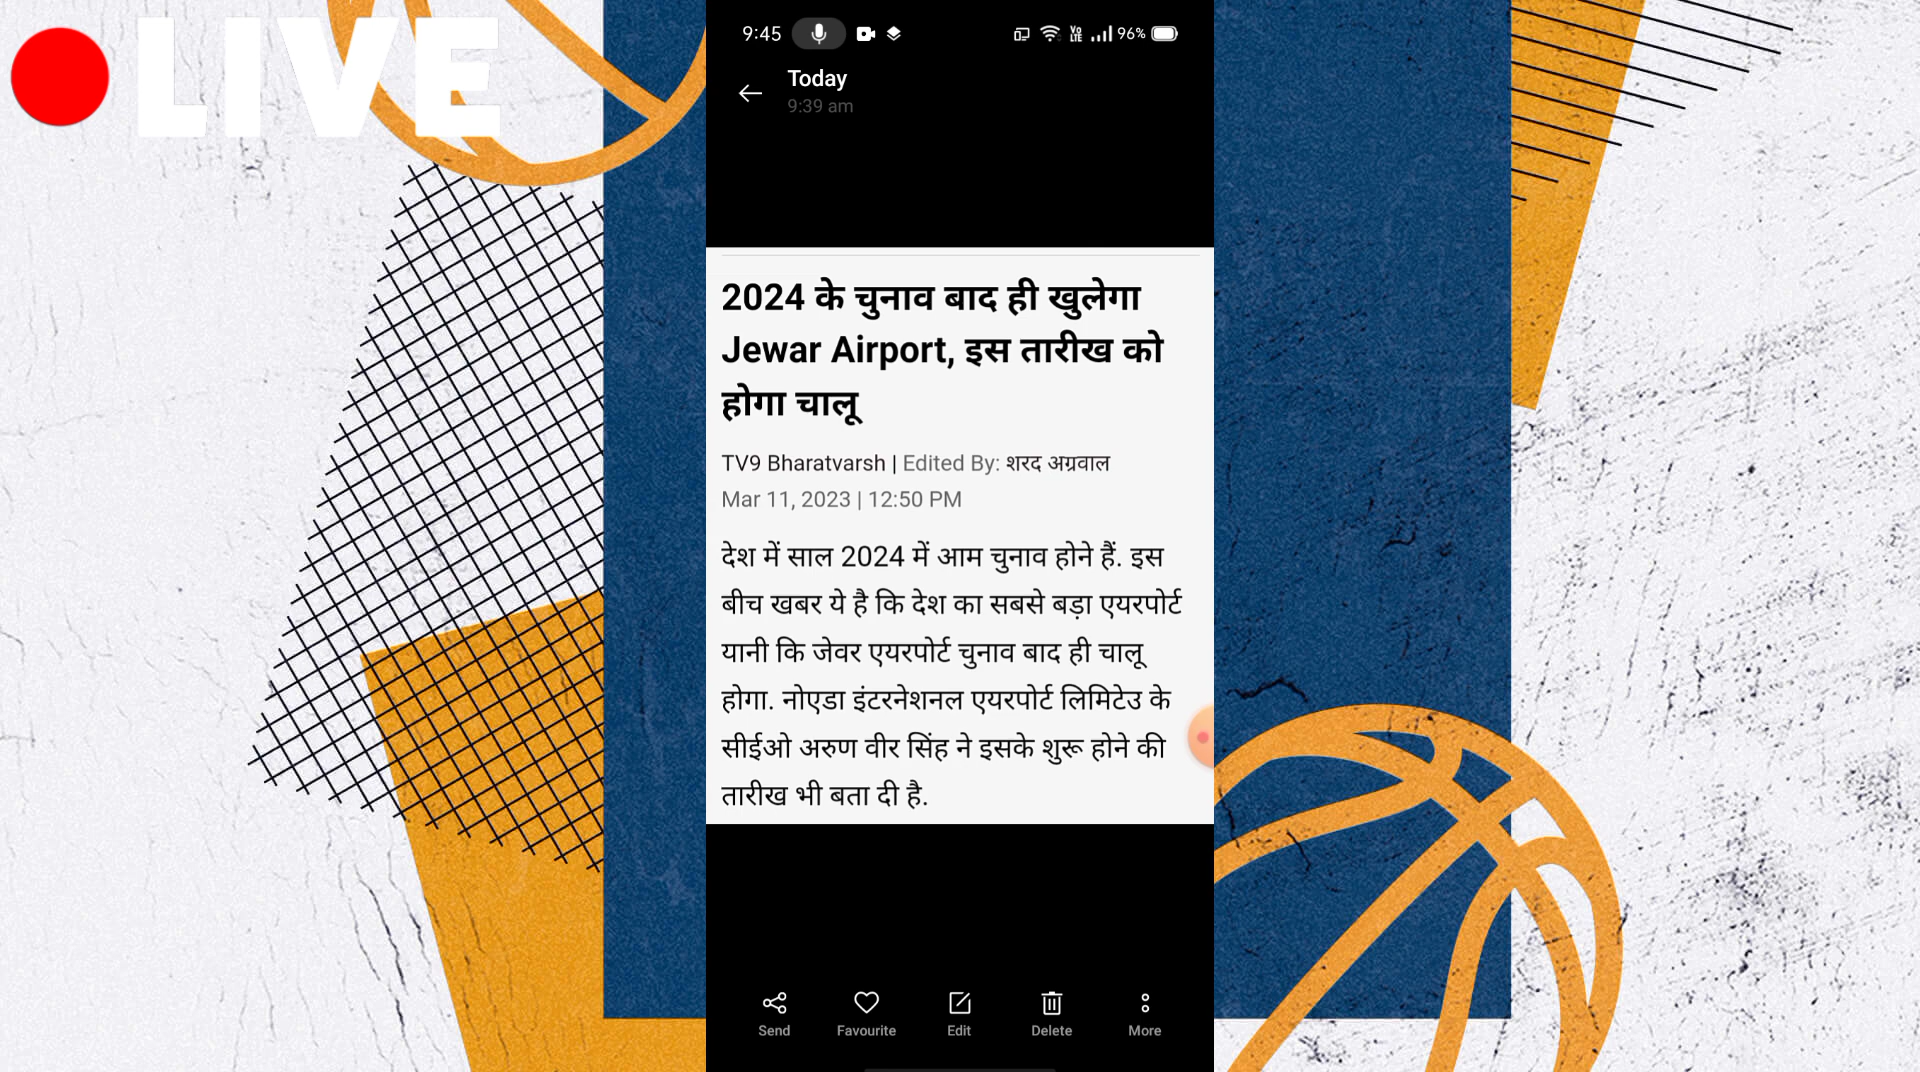 LIVE
9:45
Vo LTE
96%
Today
9:39 am
2024 के चुनाव बाद ही खुलेगा
Jewar Airport, इस तारीख को
होगा चालू
TV9 Bharatvarsh | Edited By: शरद अग्रवाल
Mar 11, 2023 | 12:50 PM
देश में साल 2024 में आम चुनाव होने हैं. इस
बीच खबर ये है कि देश का सबसे बड़ा एयरपोर्ट
यानी कि जेवर एयरपोर्ट चुनाव बाद ही चालू
होगा. नोएडा इंटरनेशनल एयरपोर्ट लिमिटेउ के
सीईओ अरुण वीर सिंह ने इसके शुरू होने की
तारीख भी बता दी है.
Send Favourite Edit Delete More